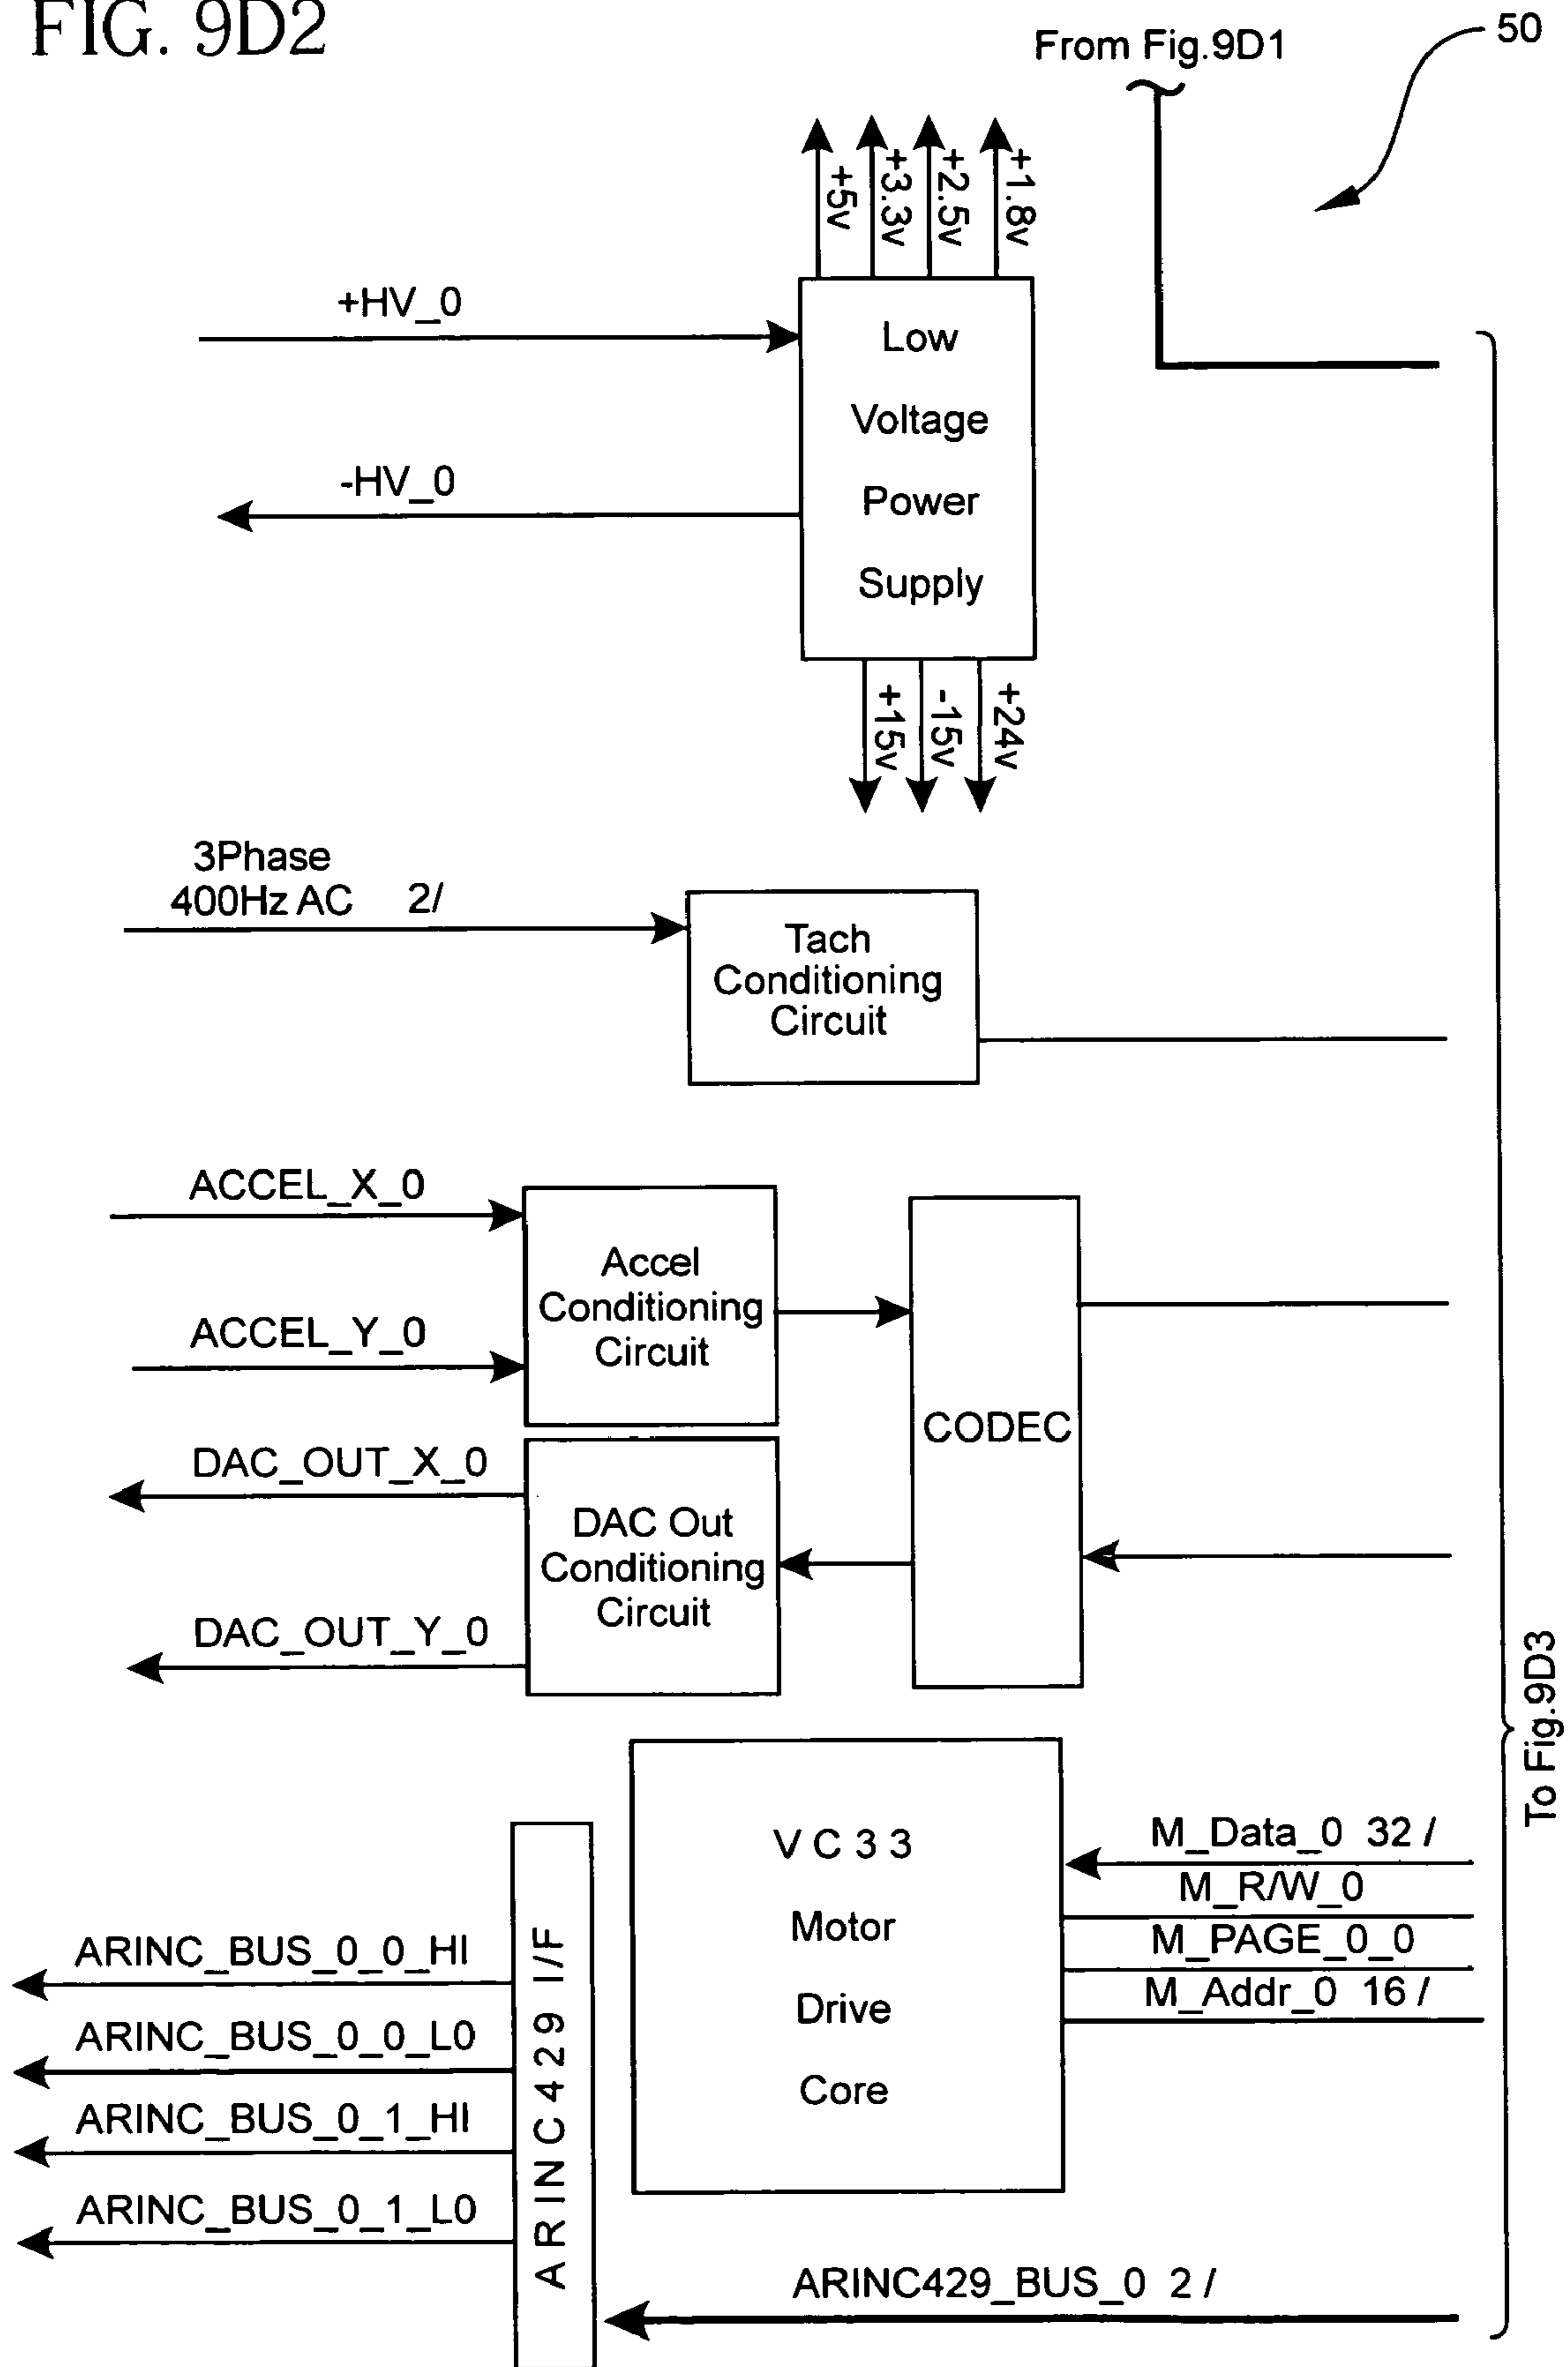 FIG. 9D2
From Fig.9D1
50
+5v
+3.3v
+2.5v
+1.8v
+HV_0
-HV_0
Low
Voltage
Power
Supply
+15v
-15v
+24v
3Phase
400Hz AC 2/
Tach
Conditioning
Circuit
ACCEL_X_0
ACCEL_Y_0
Accel
Conditioning
Circuit
CODEC
DAC_OUT_X_0
DAC_OUT_Y_0
DAC Out
Conditioning
Circuit
To Fig.9D3
VC33
Motor
Drive
Core
M_Data_0 32 /
M_R/W_0
M_PAGE_0_0
M_Addr_0 16 /
ARINC_BUS_0_0_HI
ARINC_BUS_0_0_L0
ARINC_BUS_0_1_HI
ARINC_BUS_0_1_L0
ARINC429 I/F
ARINC429_BUS_0 2 /